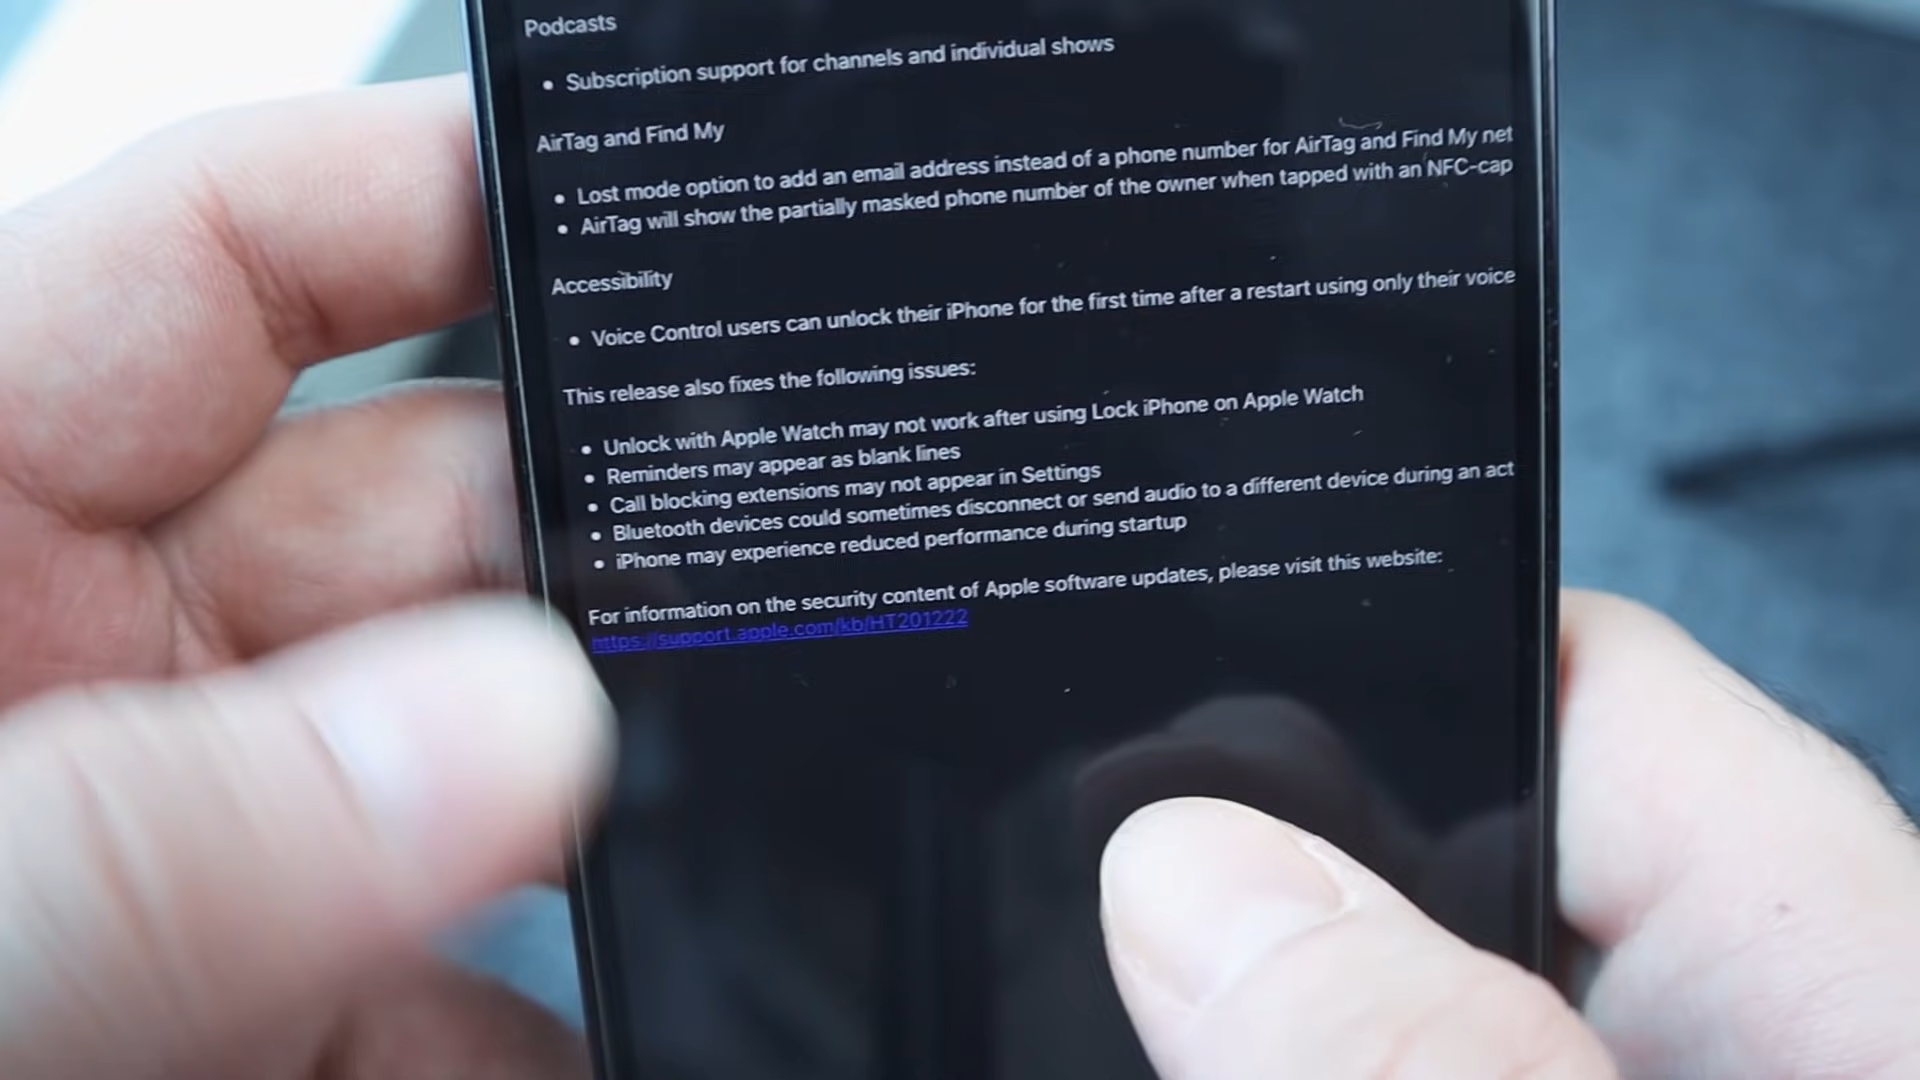 Podcasts
• Subscription support for channels and individual shows
AirTag and Find My
• Lost mode option to add an email address instead of a phone number for AirTag and Find My net
• AirTag will show the partially masked phone number of the owner when tapped with an NFC-cap
Accessibility
• Voice Control users can unlock their iPhone for the first time after a restart using only their voice
This release also fixes the following issues:
• Unlock with Apple Watch may not work after using Lock iPhone on Apple Watch
• Reminders may appear as blank lines
• Call blocking extensions may not appear in Settings
• Bluetooth devices could sometimes disconnect or send audio to a different device during an act
• iPhone may experience reduced performance during startup
For information on the security content of Apple software updates, please visit this website:
https://support.apple.com/kb/HT201222